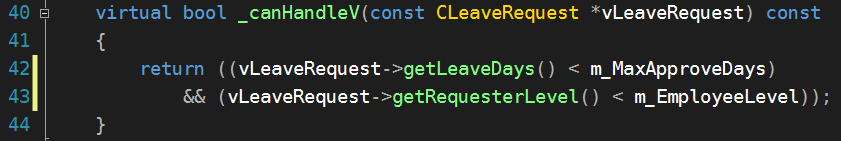 40 virtual bool _canHandleV(const CLeaveRequest *vLeaveRequest) const
41 {
42 return ((vLeaveRequest->getLeaveDays() < m_MaxApproveDays)
43 && (vLeaveRequest->getRequesterLevel() < m_EmployeeLevel));
44 }